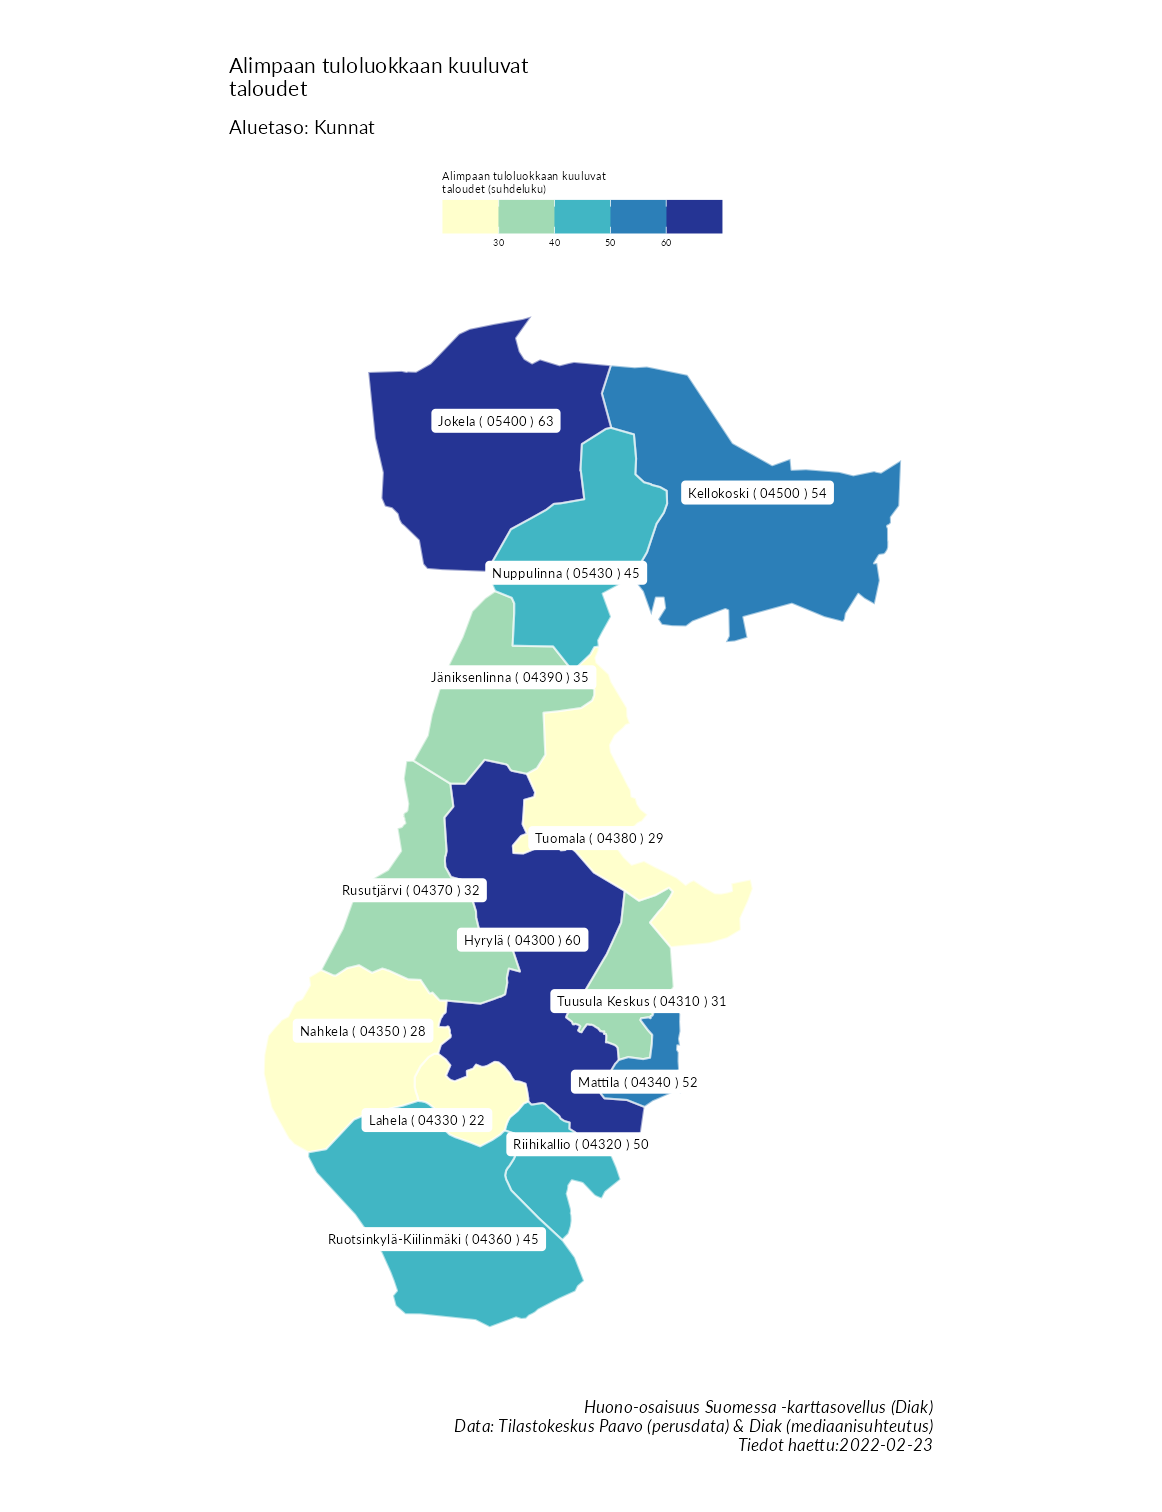 Alimpaan tuloluokkaan kuuluvat
taloudet
Aluetaso: Kunnat
Alimpaan tuloluokkaan kuuluvat
taloudet (suhdeluku)
30 40 50 60
Jokela ( 05400 ) 63
Kellokoski ( 04500 ) 54
Nuppulinna ( 05430 ) 45
Jäniksenlinna ( 04390 ) 35
Tuomala ( 04380 ) 29
Rusutjärvi ( 04370 ) 32
Hyrylä ( 04300 ) 60
Tuusula Keskus ( 04310 ) 31
Nahkela ( 04350 ) 28
Mattila ( 04340 ) 52
Lahela ( 04330 ) 22
Riihikallio ( 04320 ) 50
Ruotsinkylä-Kiilinmäki ( 04360 ) 45
Huono-osaisuus Suomessa -karttasovellus (Diak)
Data: Tilastokeskus Paavo (perusdata) & Diak (mediaanisuhteutus)
Tiedot haettu:2022-02-23